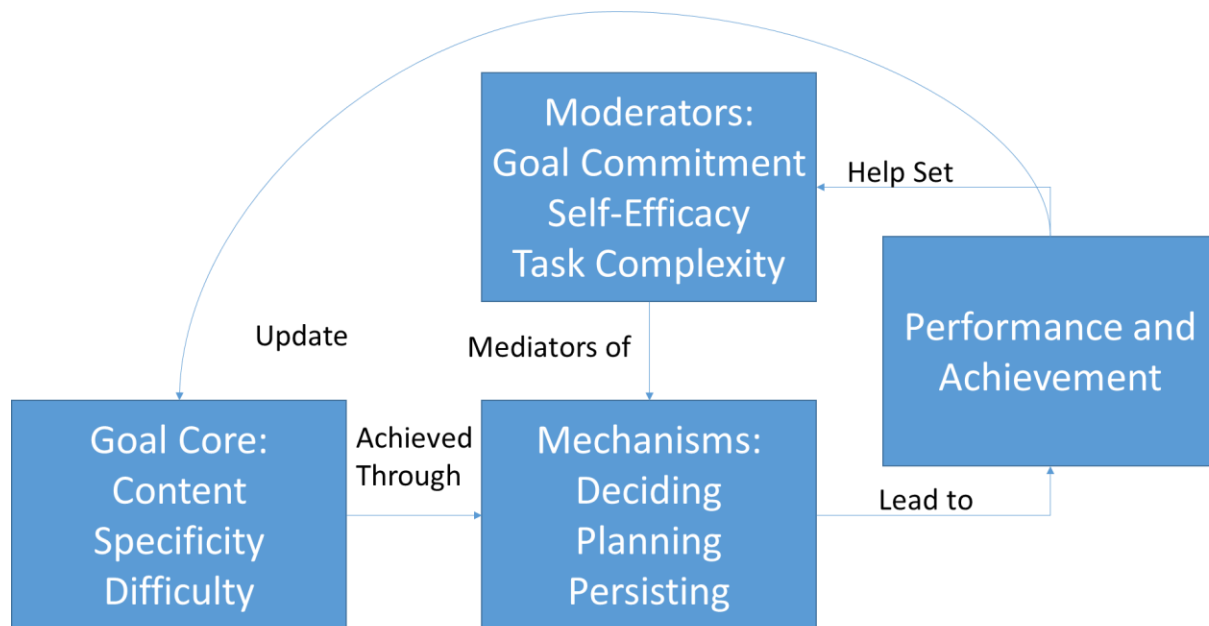 Moderators:
Goal Commitment
Self-Efficacy
Task Complexity
Help Set
Performance and
Achievement
Update
Mediators of
Goal Core:
Content
Specificity
Difficulty
Achieved
Through
Mechanisms:
Deciding
Planning
Persisting
Lead to